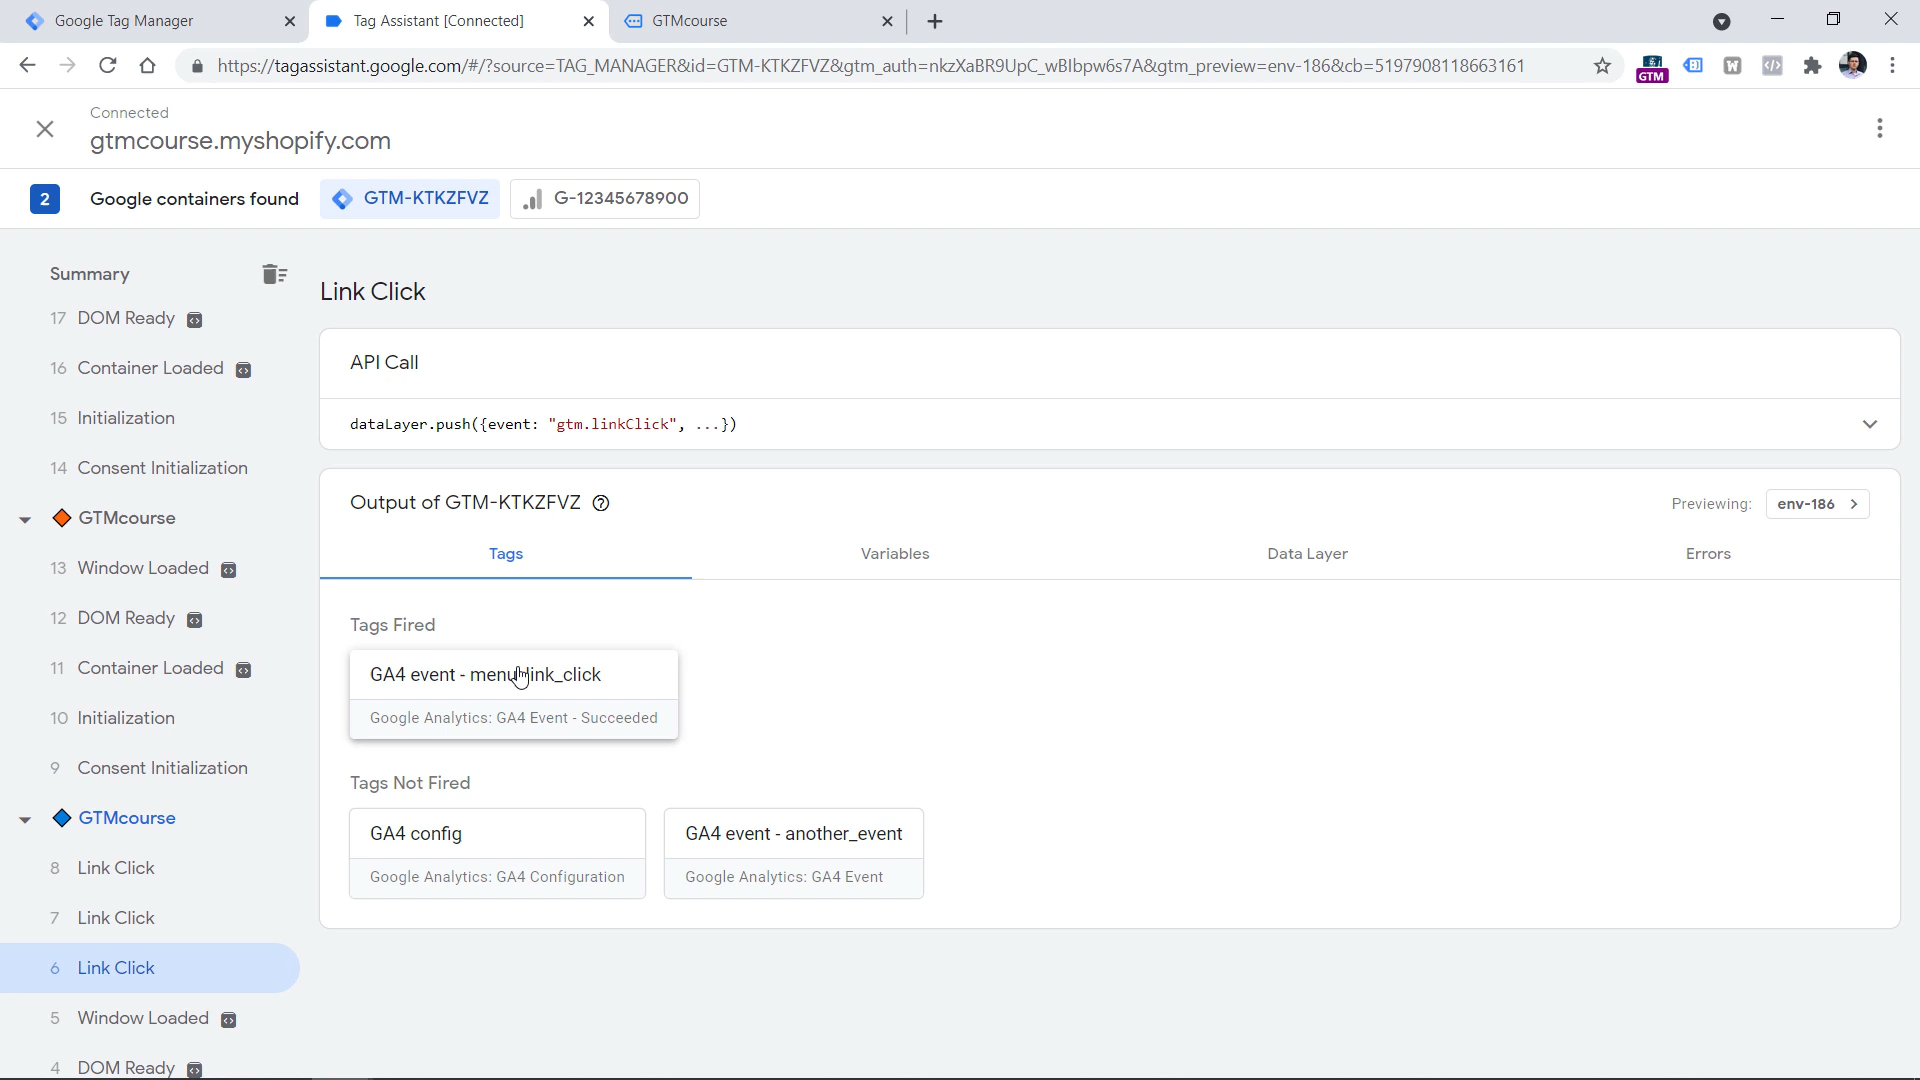 Google Tag Manager
Tag Assistant [Connected]
GTMcourse
https://tagassistant.google.com/#/?source=TAG_MANAGER&id=GTM-KTKZFVZ&gtm_auth=nkzXaBR9UpC_wBIbpw6s7A&gtm_preview=env-186&cb=5197908118663161
GTM
W
Connected
gtmcourse.myshopify.com
2 Google containers found GTM-KTKZFVZ G-12345678900
Summary
17 DOM Ready
16 Container Loaded
15 Initialization
14 Consent Initialization
GTMcourse
13 Window Loaded
12 DOM Ready
11 Container Loaded
10 Initialization
9 Consent Initialization
GTMcourse
8 Link Click
7 Link Click
6 Link Click
5 Window Loaded
4 DOM Ready
Link Click
API Call
dataLayer.push({event: "gtm.linkClick", ...})
Output of GTM-KTKZFVZ
Previewing: env-186
Tags Variables Data Layer Errors
Tags Fired
GA4 event - menu_link_click
Google Analytics: GA4 Event - Succeeded
Tags Not Fired
GA4 config
Google Analytics: GA4 Configuration
GA4 event - another_event
Google Analytics: GA4 Event